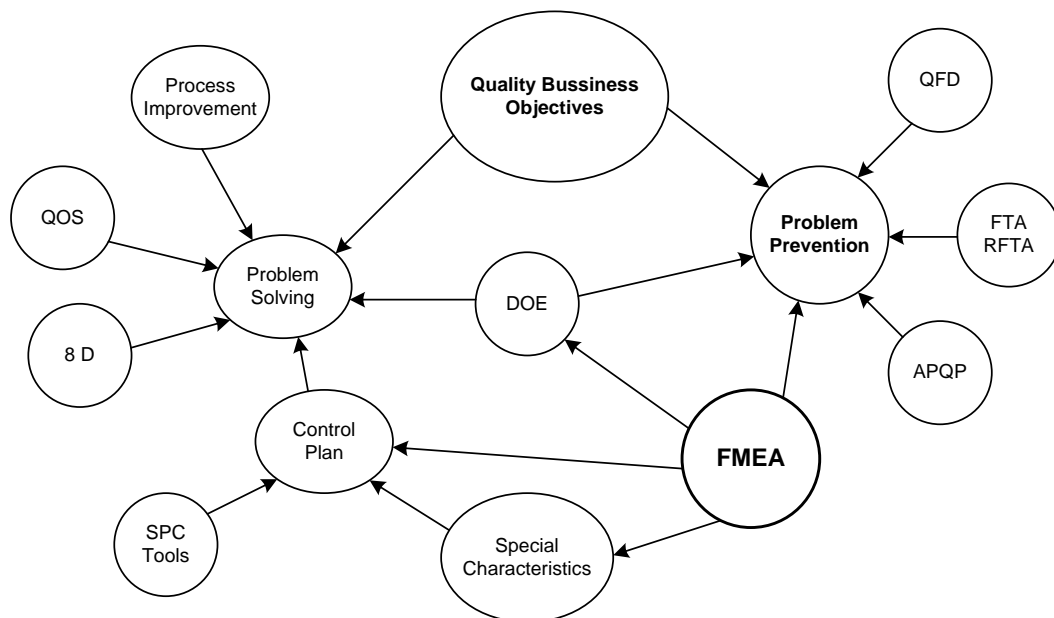 Process
Improvement
Quality Bussiness
Objectives
QFD
QOS
Problem
Solving
DOE
Problem
Prevention
FTA
RFTA
8 D
APQP
Control
Plan
FMEA
SPC
Tools
Special
Characteristics